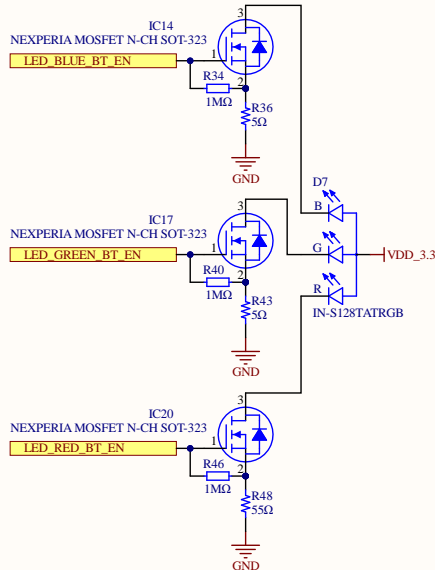 IC14
NEXPERIA MOSFET N-CH SOT-323
3
LED_BLUE_BT_EN
1
2
R34
1MΩ
R36
5Ω
GND
IC17
NEXPERIA MOSFET N-CH SOT-323
3
LED_GREEN_BT_EN
1
2
R40
1MΩ
R43
5Ω
GND
D7
B
G
R
VDD_3.3
IN-S128TATRGB
IC20
NEXPERIA MOSFET N-CH SOT-323
3
LED_RED_BT_EN
1
2
R46
1MΩ
R48
55Ω
GND